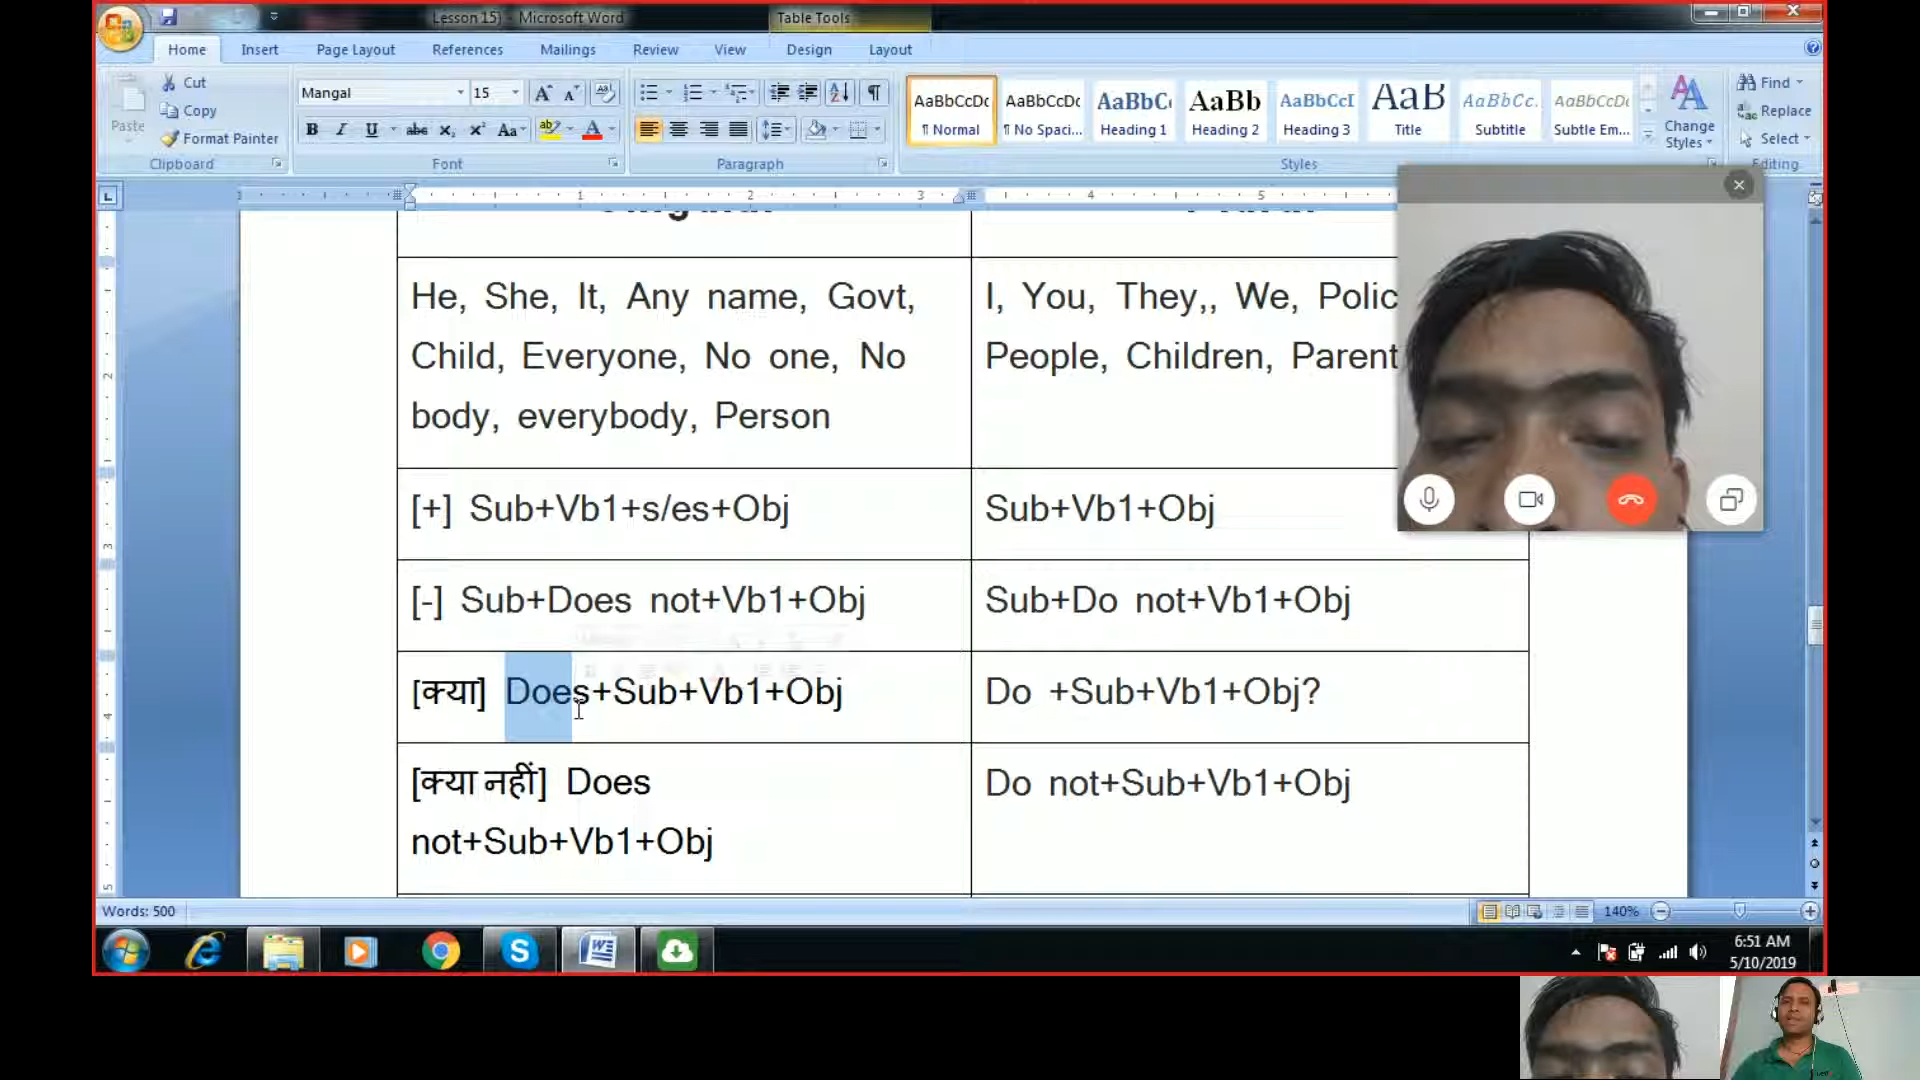 Lesson 15) - Microsoft Word
Table Tools
Home Insert Page Layout References Mailings Review View Design Layout
Paste
Cut
Copy
Format Painter
Clipboard
Mangal 15
Font
Paragraph
AaBbCcDc AaBbCcDc AaBbC AaBb AaBbCcI AaB AaBbCc. AaBbCcDc
¶ Normal ¶ No Spaci... Heading 1 Heading 2 Heading 3 Title Subtitle Subtle Em...
Change Styles
Styles
Find
Replace
Select
Editing
He, She, It, Any name, Govt,
Child, Everyone, No one, No
body, everybody, Person
I, You, They,, We, Polic
People, Children, Parent
[+] Sub+Vb1+s/es+Obj
Sub+Vb1+Obj
[-] Sub+Does not+Vb1+Obj
Sub+Do not+Vb1+Obj
[क्या] Does+Sub+Vb1+Obj
Do +Sub+Vb1+Obj?
[क्या नहीं] Does
not+Sub+Vb1+Obj
Do not+Sub+Vb1+Obj
Words: 500
140%
6:51 AM
5/10/2019